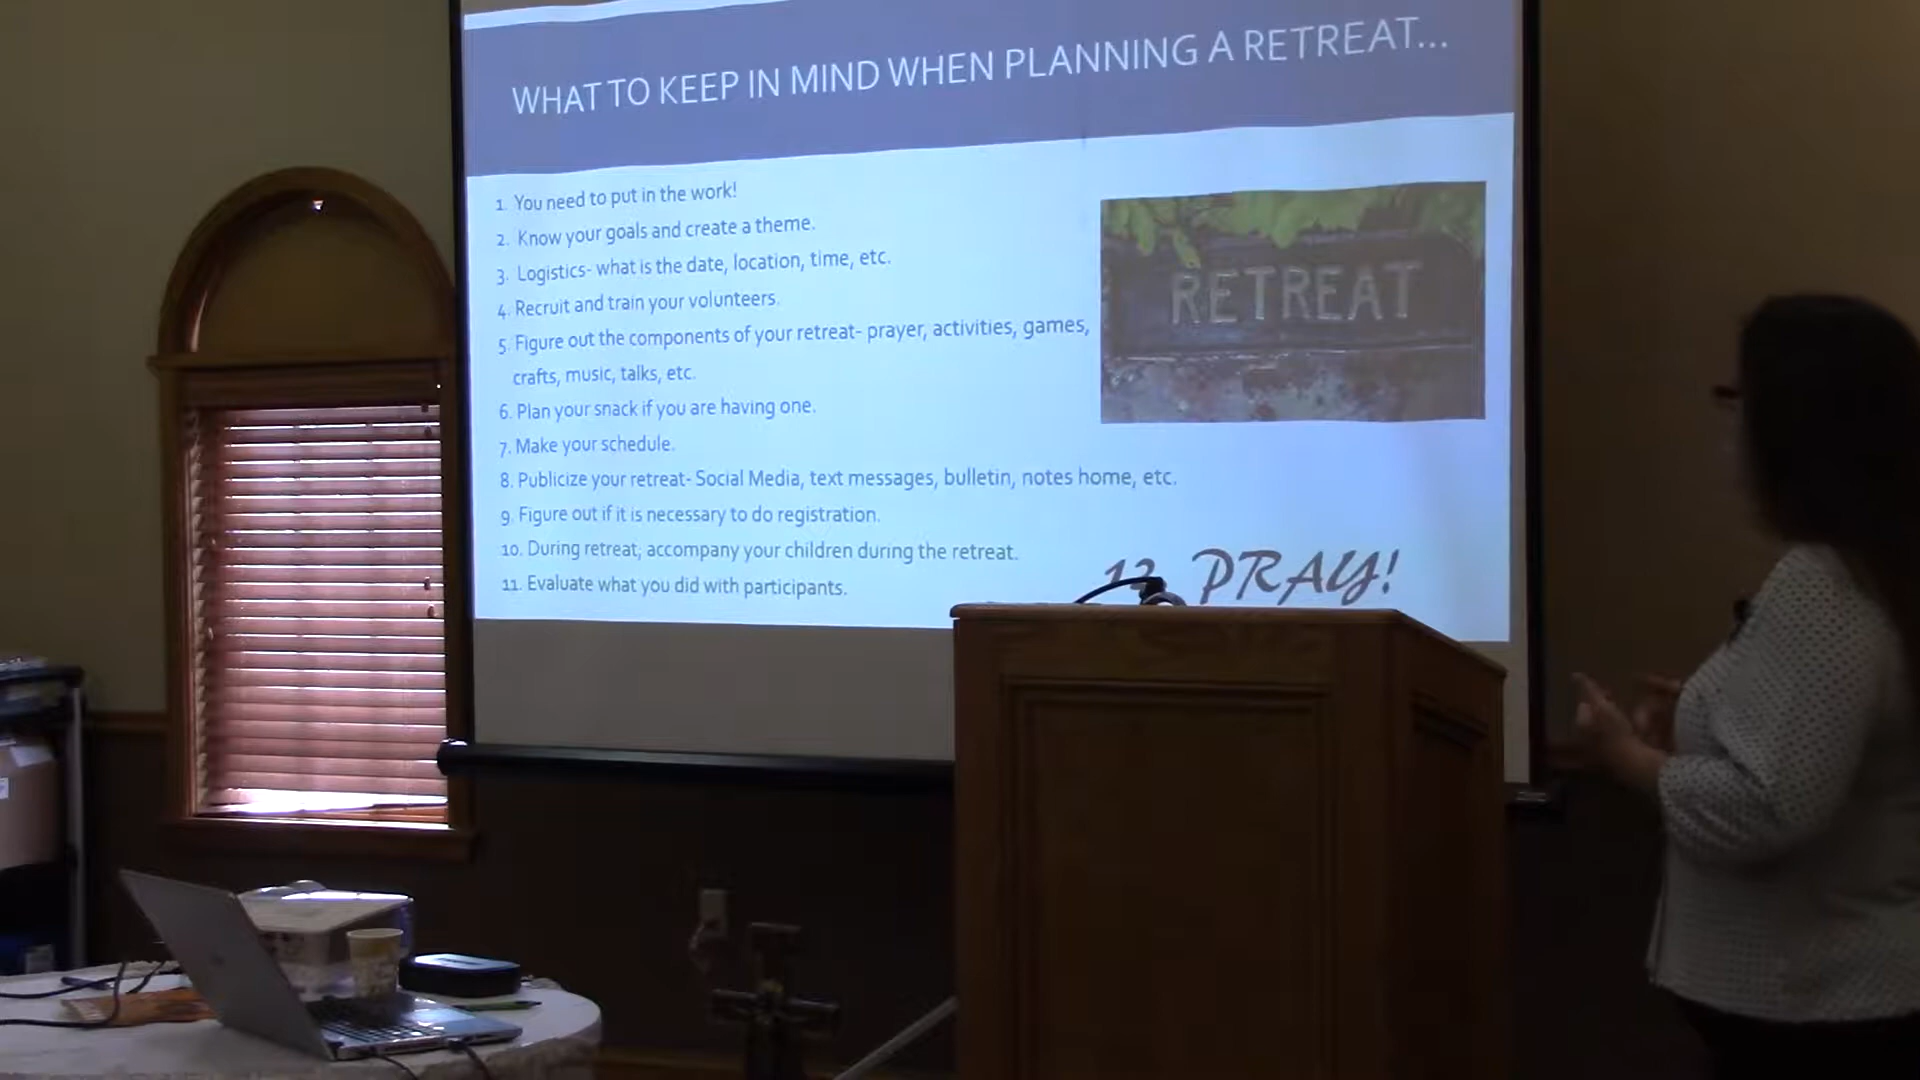 WHAT TO KEEP IN MIND WHEN PLANNING A RETREAT...
1. You need to put in the work!
2. Know your goals and create a theme.
3. Logistics- what is the date, location, time, etc.
4. Recruit and train your volunteers.
5. Figure out the components of your retreat- prayer, activities, games,
crafts, music, talks, etc.
6. Plan your snack if you are having one.
7. Make your schedule.
8. Publicize your retreat- Social Media, text messages, bulletin, notes home, etc.
9. Figure out if it is necessary to do registration.
10. During retreat; accompany your children during the retreat.
11. Evaluate what you did with participants.
PRAY!
RETREAT